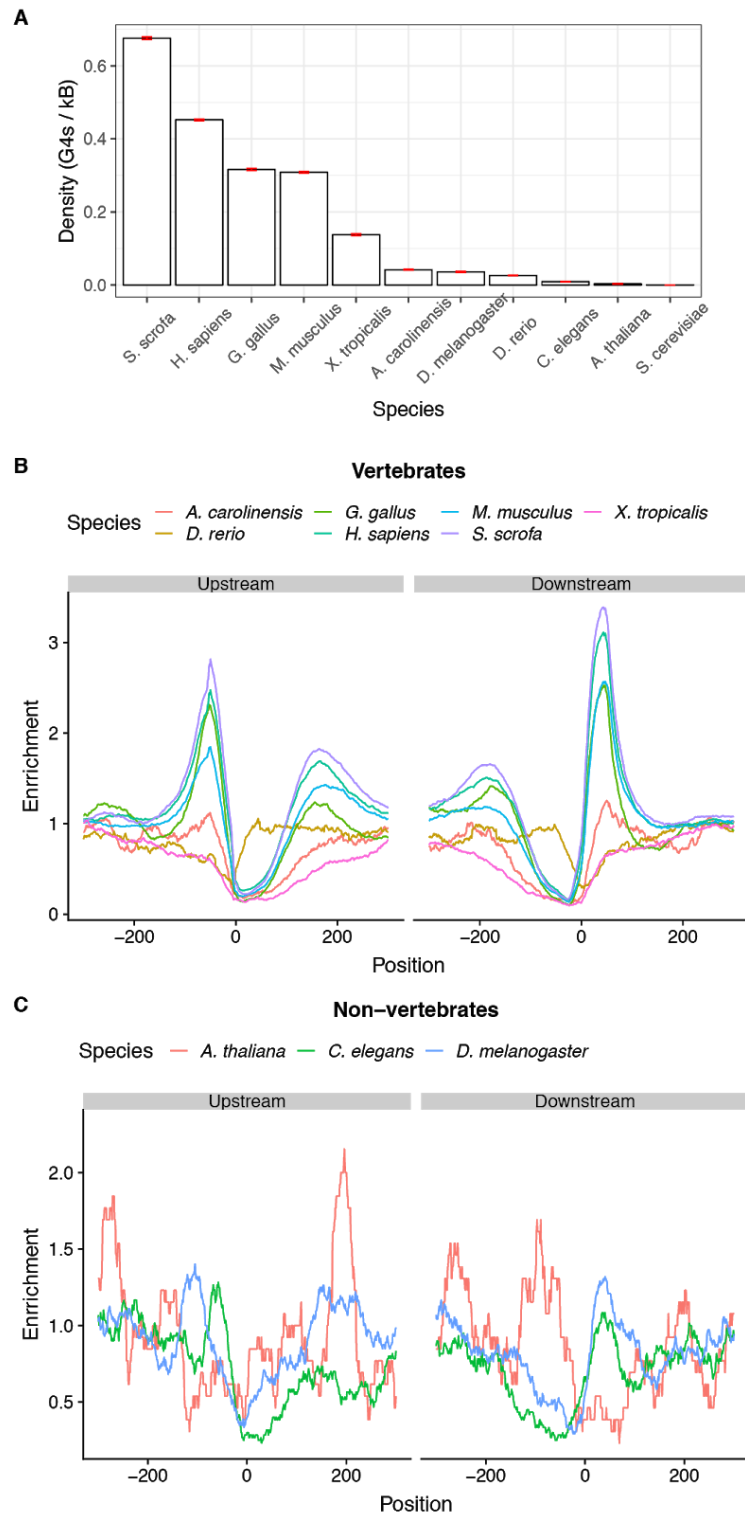 A
Density (G4s / kB)
0.6
0.4
0.2
0.0
S. scrofa
H. sapiens
G. gallus
M. musculus
X. tropicalis
A. carolinensis
D. melanogaster
D. rerio
C. elegans
A. thaliana
S. cerevisiae
Species
B
Vertebrates
Species
A. carolinensis G. gallus M. musculus X. tropicalis
D. rerio H. sapiens S. scrofa
Upstream Downstream
Enrrichment
3
2
1
0
−200 0 200 −200 0 200
Position
C
Non−vertebrates
Species A. thaliana C. elegans D. melanogaster
Upstream Downstream
Enrrichment
2.0
1.5
1.0
0.5
−200 0 200 −200 0 200
Position